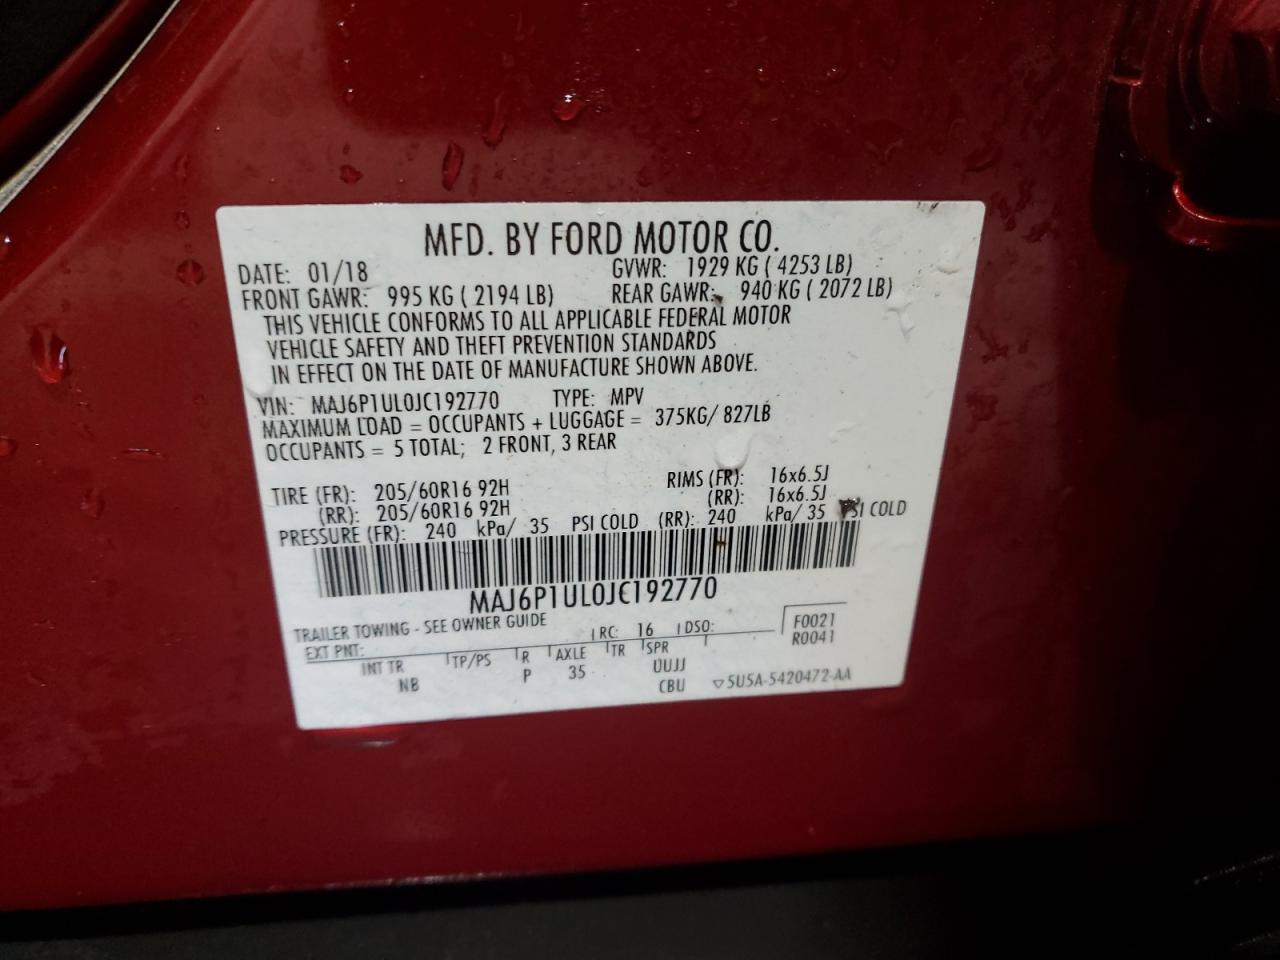 MFD. BY FORD MOTOR CO.
DATE: 01/18 GVWR: 1929 KG ( 4253 LB)
FRONT GAWR: 995 KG ( 2194 LB) REAR GAWR: 940 KG ( 2072 LB)
THIS VEHICLE CONFORMS TO ALL APPLICABLE FEDERAL MOTOR
VEHICLE SAFETY AND THEFT PREVENTION STANDARDS
IN EFFECT ON THE DATE OF MANUFACTURE SHOWN ABOVE.
VIN: MAJ6P1UL0JC192770 TYPE: MPV
MAXIMUM LOAD = OCCUPANTS + LUGGAGE = 375KG/ 827LB
OCCUPANTS = 5 TOTAL; 2 FRONT, 3 REAR
TIRE (FR): 205/60R16 92H RIMS (FR): 16x6.5J
(RR): 205/60R16 92H (RR): 16x6.5J
PRESSURE (FR): 240 kPa/ 35 PSI COLD (RR): 240 kPa/ 35 PSI COLD
MAJ6P1UL0JC192770
TRAILER TOWING - SEE OWNER GUIDE
EXT PNT: RC: 16 DSO: F0021
R0041
INT TR TP/PS R AXLE TR SPR
NB P 35 UUJJ
CBU ▽5U5A-5420472-AA